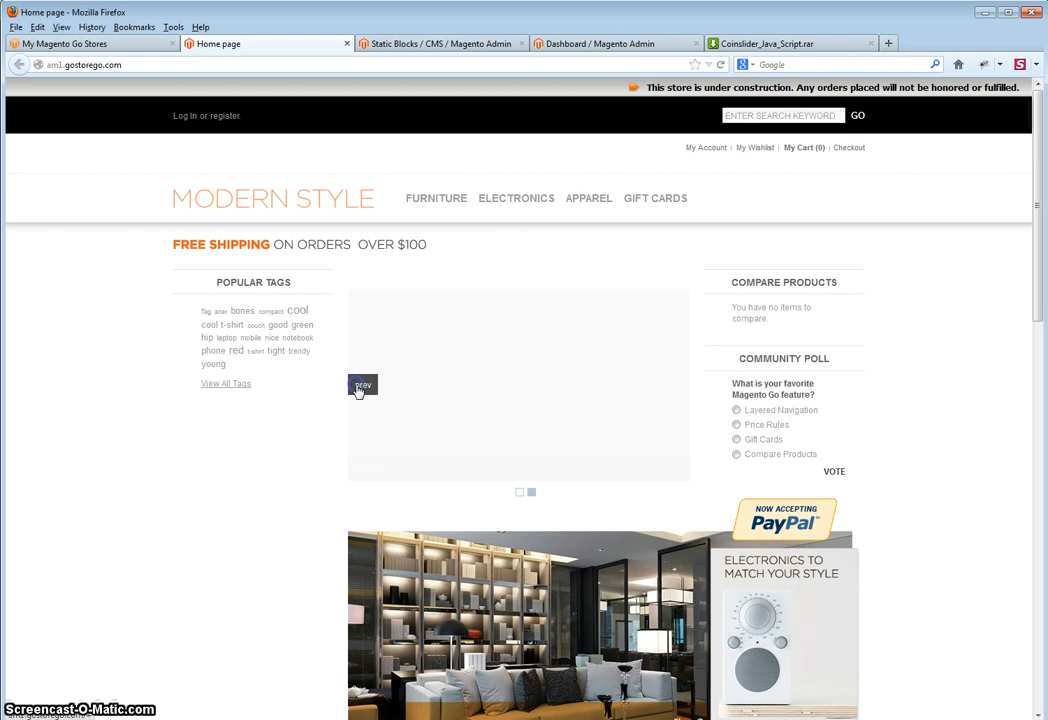 Home page - Mozilla Firefox
File Edit View History Bookmarks Tools Help
My Magento Go Stores
Home page
Static Blocks / CMS / Magento Admin
Dashboard / Magento Admin
Coinslider_Java_Script.rar
am1.gostorego.com
Google
This store is under construction. Any orders placed will not be honored or fulfilled.
Log In or register.
ENTER SEARCH KEYWORD GO
My Account | My Wishlist | My Cart (0) | Checkout
MODERN STYLE
FURNITURE ELECTRONICS APPAREL GIFT CARDS
FREE SHIPPING ON ORDERS OVER $100
POPULAR TAGS
Tag acer bones compact cool
cool t-shirt couch good green
hip laptop mobile nice notebook
phone red t-shirt tight trendy
young
View All Tags
prev
COMPARE PRODUCTS
You have no items to
compare.
COMMUNITY POLL
What is your favorite
Magento Go feature?
Layered Navigation
Price Rules
Gift Cards
Compare Products
VOTE
NOW ACCEPTING
PayPal
ELECTRONICS TO
MATCH YOUR STYLE
Screencast-O-Matic.com